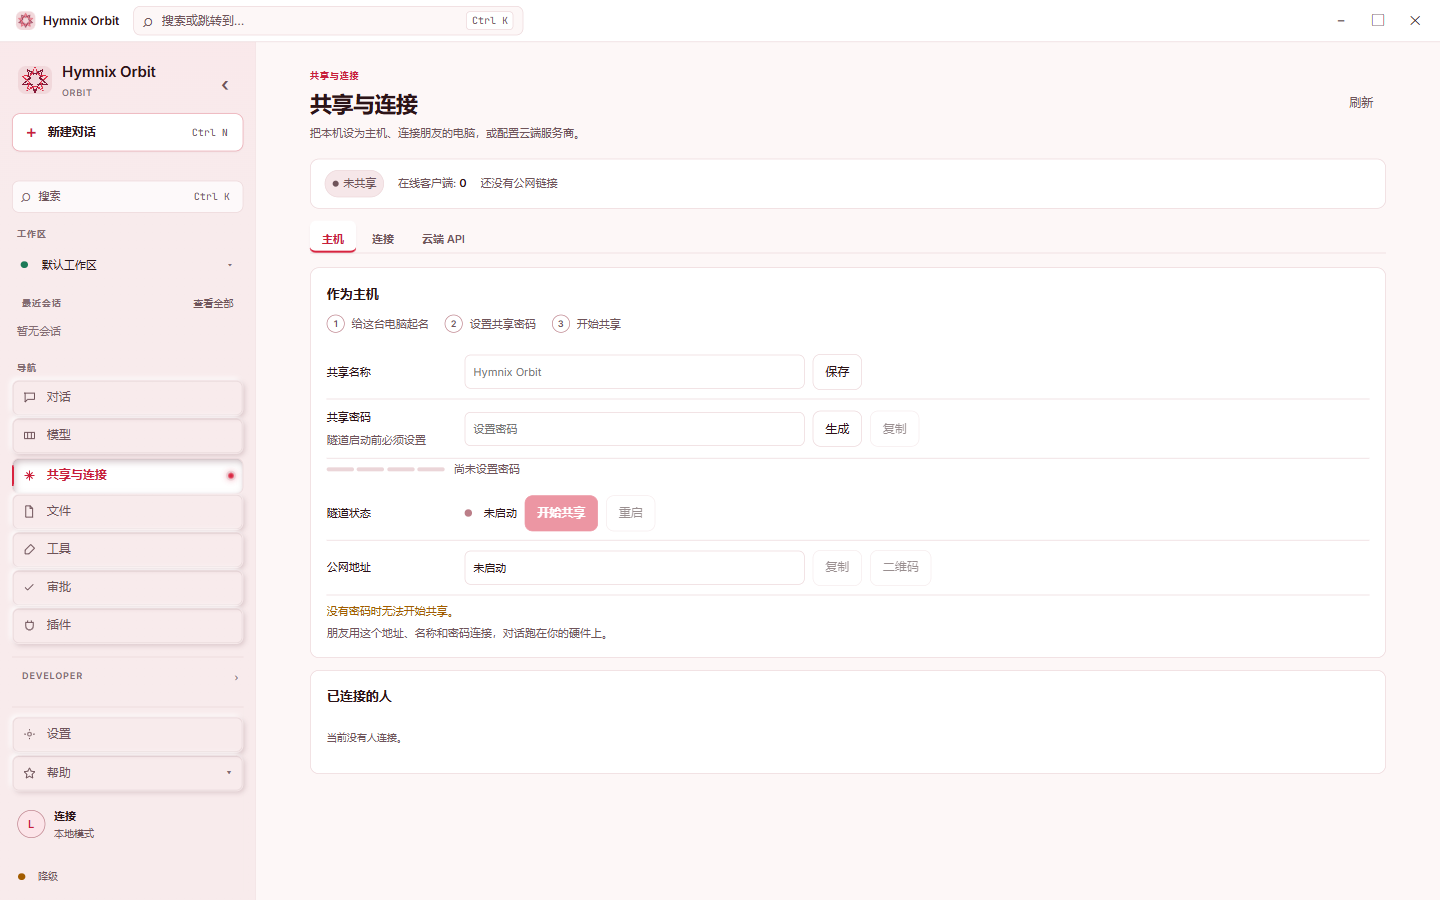 Hymnix Orbit
搜索或跳转到... Ctrl K
Hymnix Orbit
ORBIT
新建对话 Ctrl N
搜索 Ctrl K
工作区
默认工作区
最近会话 查看全部
暂无会话
导航
对话
模型
共享与连接
文件
工具
审批
插件
DEVELOPER
设置
帮助
L
连接
本地模式
降级
共享与连接
共享与连接
刷新
把本机设为主机、连接朋友的电脑，或配置云端服务商。
未共享 在线客户端: 0 还没有公网链接
主机 连接 云端 API
作为主机
1 给这台电脑起名 2 设置共享密码 3 开始共享
共享名称 Hymnix Orbit 保存
共享密码
隧道启动前必须设置
设置密码 生成 复制
尚未设置密码
隧道状态 未启动 开始共享 重启
公网地址 未启动 复制 二维码
没有密码时无法开始共享。
朋友用这个地址、名称和密码连接，对话跑在你的硬件上。
已连接的人
当前没有人连接。